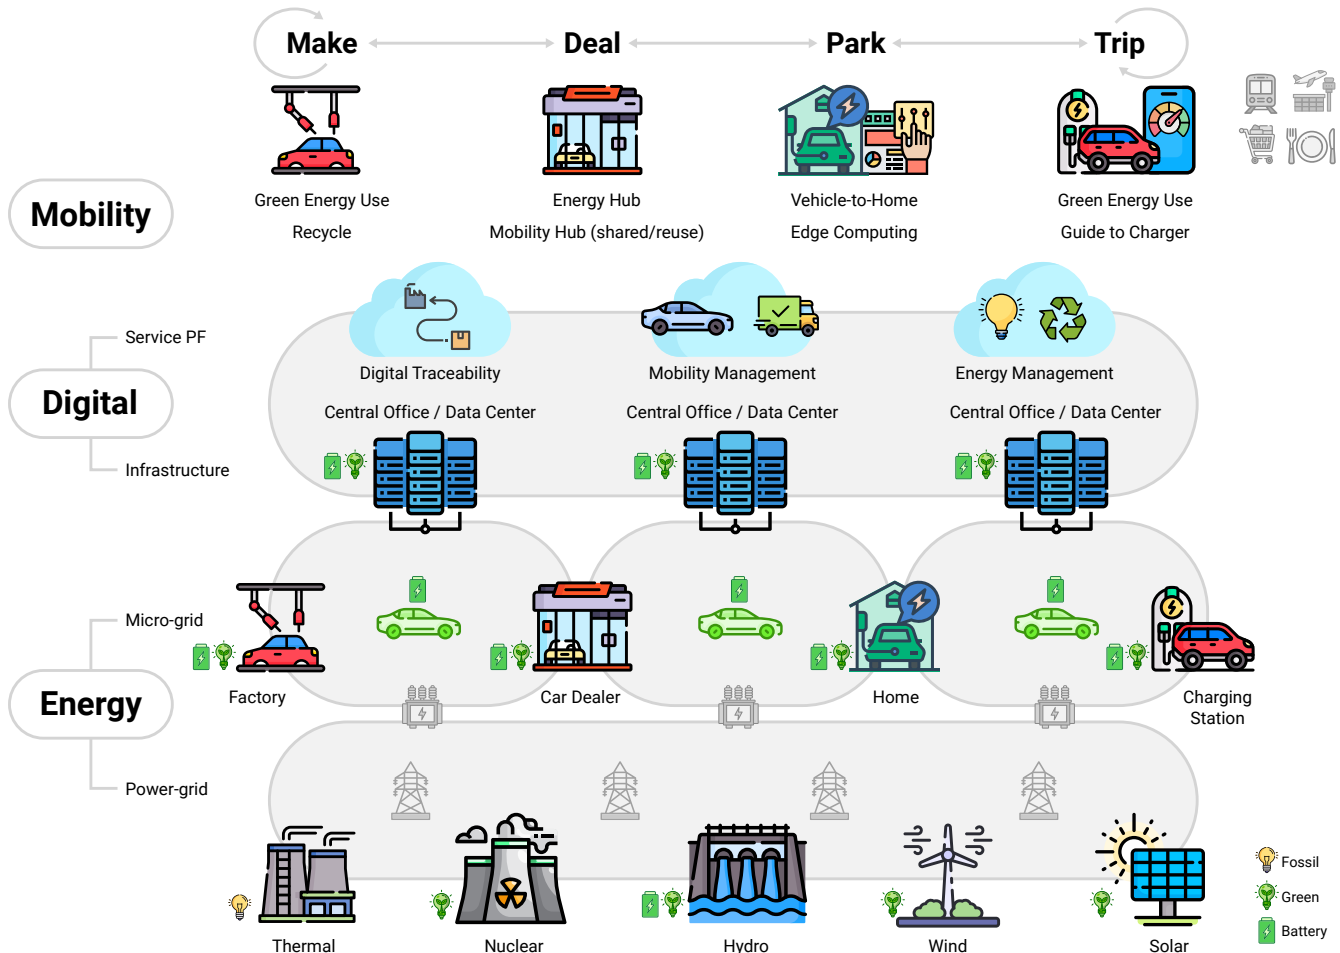 Make
Deal
Park
Trip
Mobility
Green Energy Use
Recycle
Energy Hub
Mobility Hub (shared/reuse)
Vehicle-to-Home
Edge Computing
Green Energy Use
Guide to Charger
Service PF
Digital
Infrastructure
Digital Traceability
Mobility Management
Energy Management
Central Office / Data Center
Central Office / Data Center
Central Office / Data Center
Micro-grid
Energy
Power-grid
Factory
Car Dealer
Home
Charging
Station
Thermal
Nuclear
Hydro
Wind
Solar
Fossil
Green
Battery